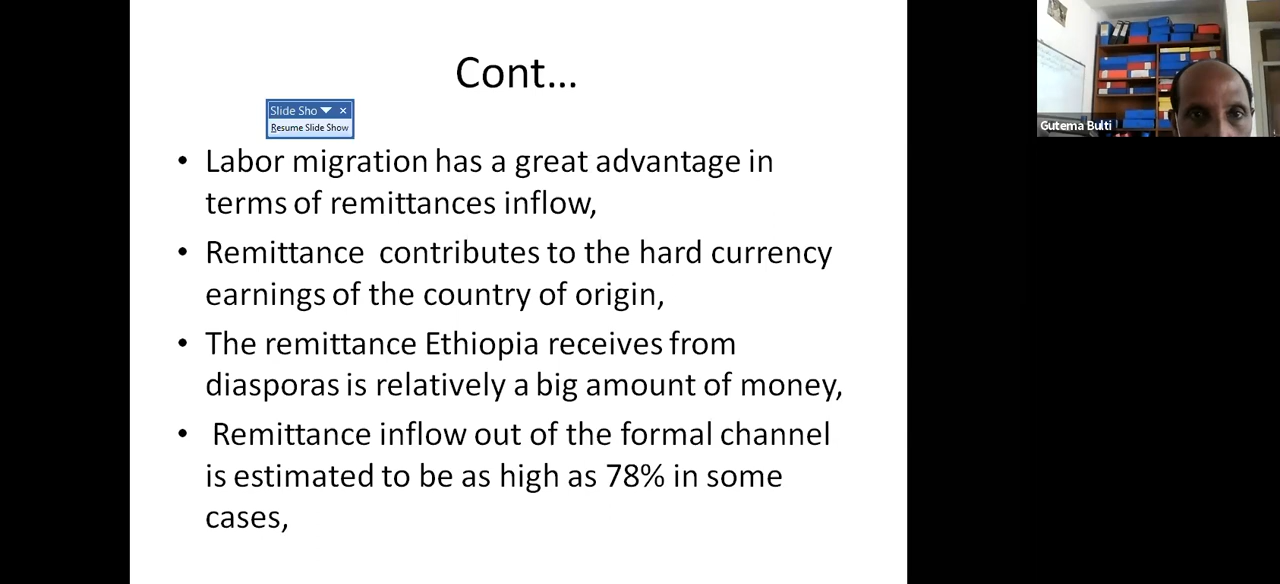 Cont...
Slide Sho
Resume Slide Show
• Labor migration has a great advantage in
terms of remittances inflow,
• Remittance  contributes to the hard currency
earnings of the country of origin,
• The remittance Ethiopia receives from
diasporas is relatively a big amount of money,
• Remittance inflow out of the formal channel
is estimated to be as high as 78% in some
cases,
Gutema Bulti